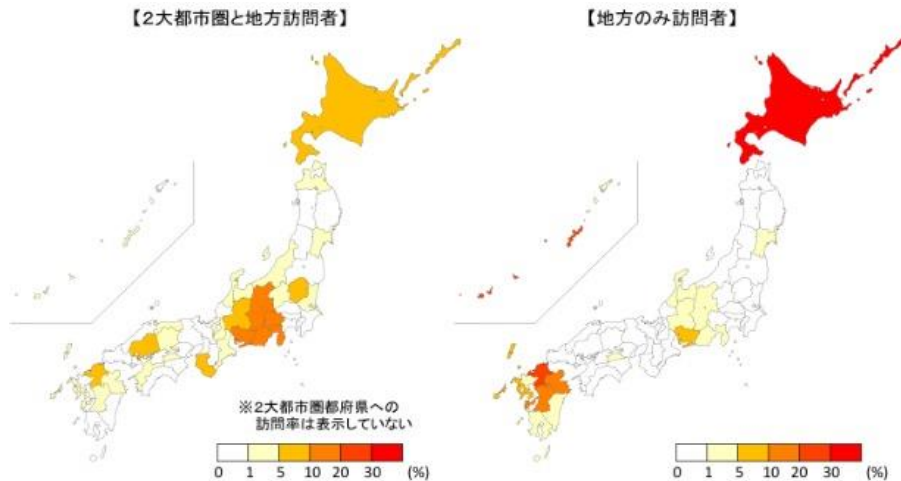 【2大都市圏と地方訪問者】
【地方のみ訪問者】
※2大都市圏都府県への
訪問率は表示していない
0 1 5 10 20 30 (%)
0 1 5 10 20 30 (%)